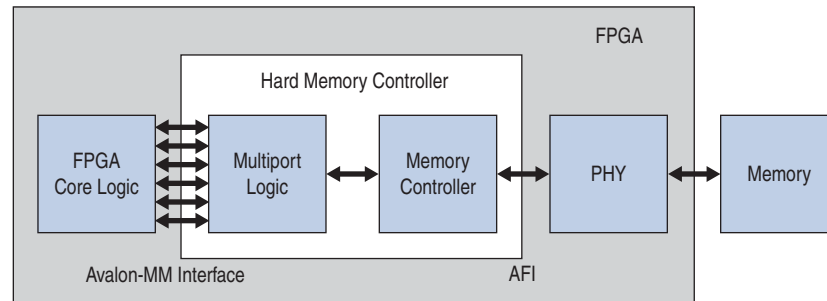 FPGA
Hard Memory Controller
FPGA
Core Logic
Multiport
Logic
Memory
Controller
PHY
Memory
Avalon-MM Interface
AFI